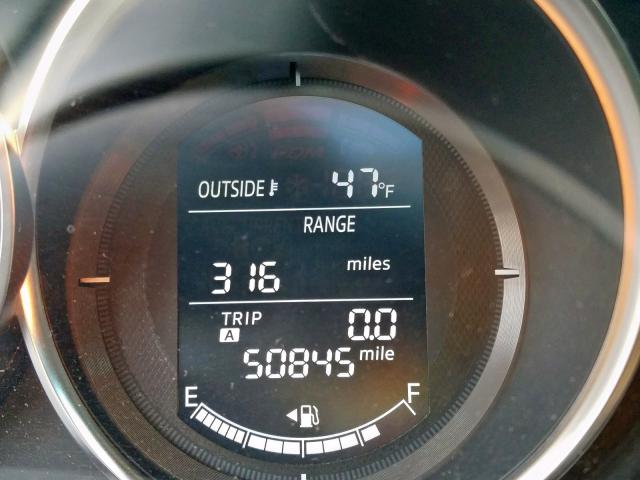 OUTSIDE 47°F
RANGE
316 miles
TRIP A 0.0
50845 mile
E F